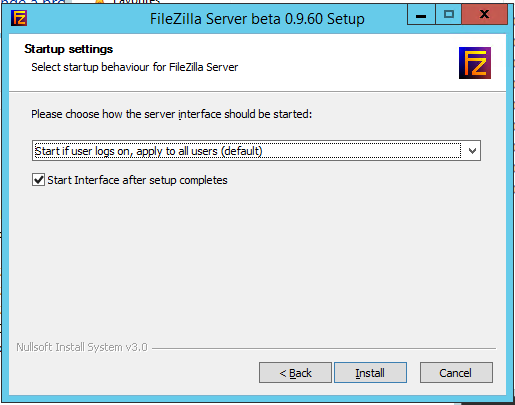 FileZilla Server beta 0.9.60 Setup
Startup settings
Select startup behaviour for FileZilla Server
Please choose how the server interface should be started:
Start if user logs on, apply to all users (default)
Start Interface after setup completes
Nullsoft Install System v3.0
< Back Install Cancel